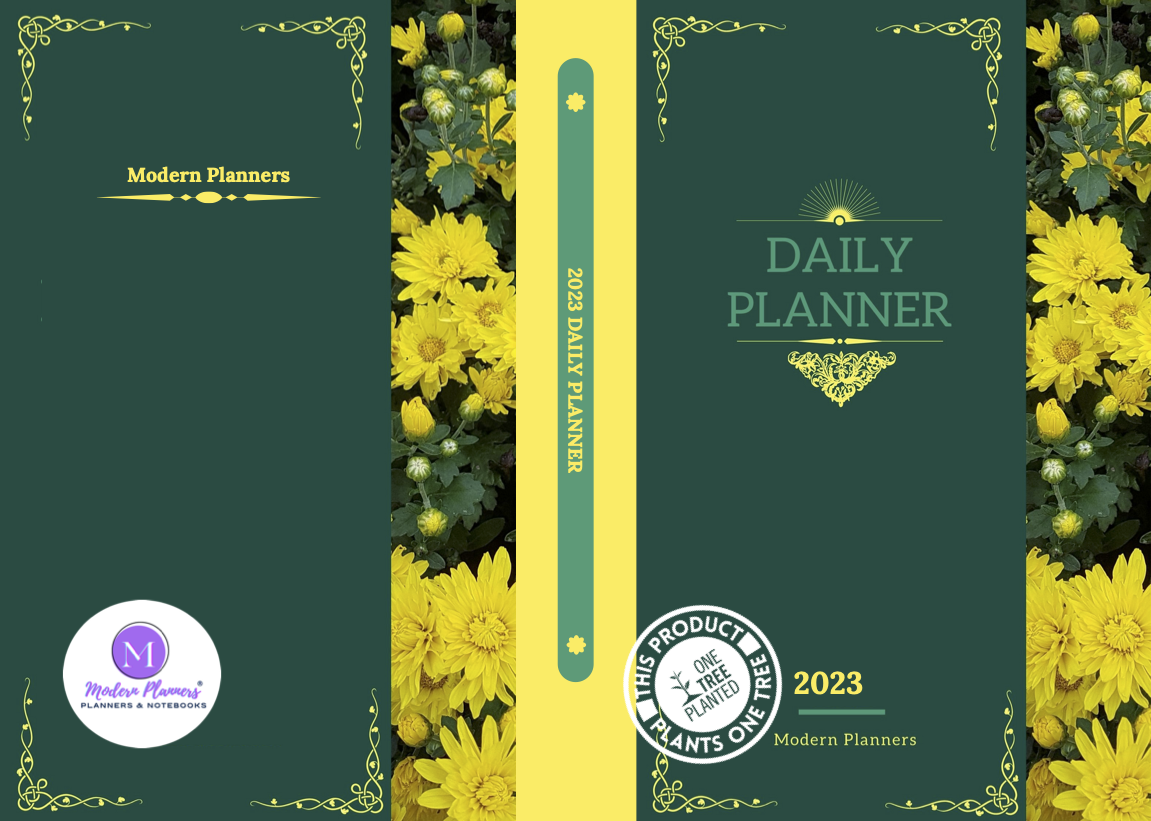 Modern Planners
M
Modern Planners®
PLANNERS & NOTEBOOKS
2023 DAILY PLANNER
DAILY
PLANNER
THIS PRODUCT
PLANTS ONE TREE
ONE
TREE
PLANTED
2023
Modern Planners